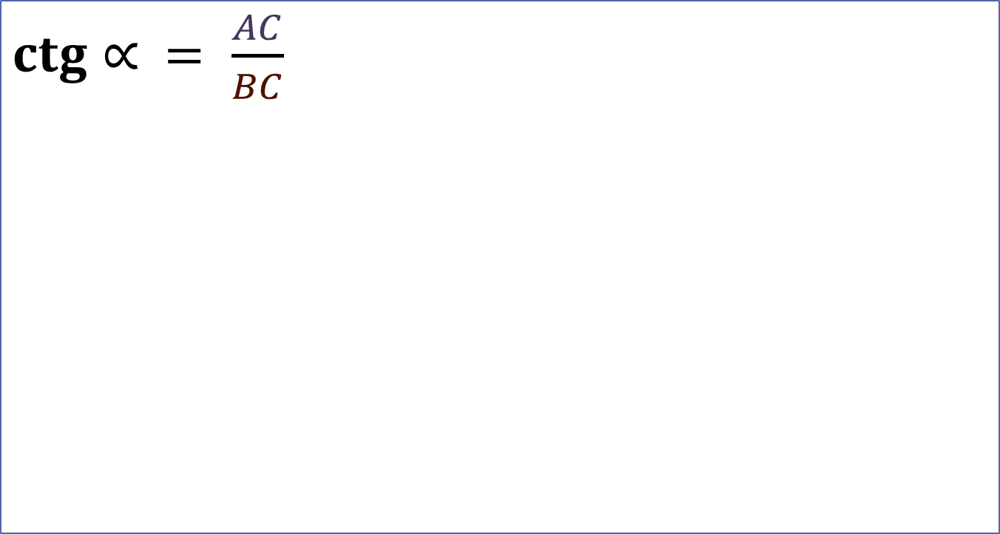 ctg ∝ = AC/BC